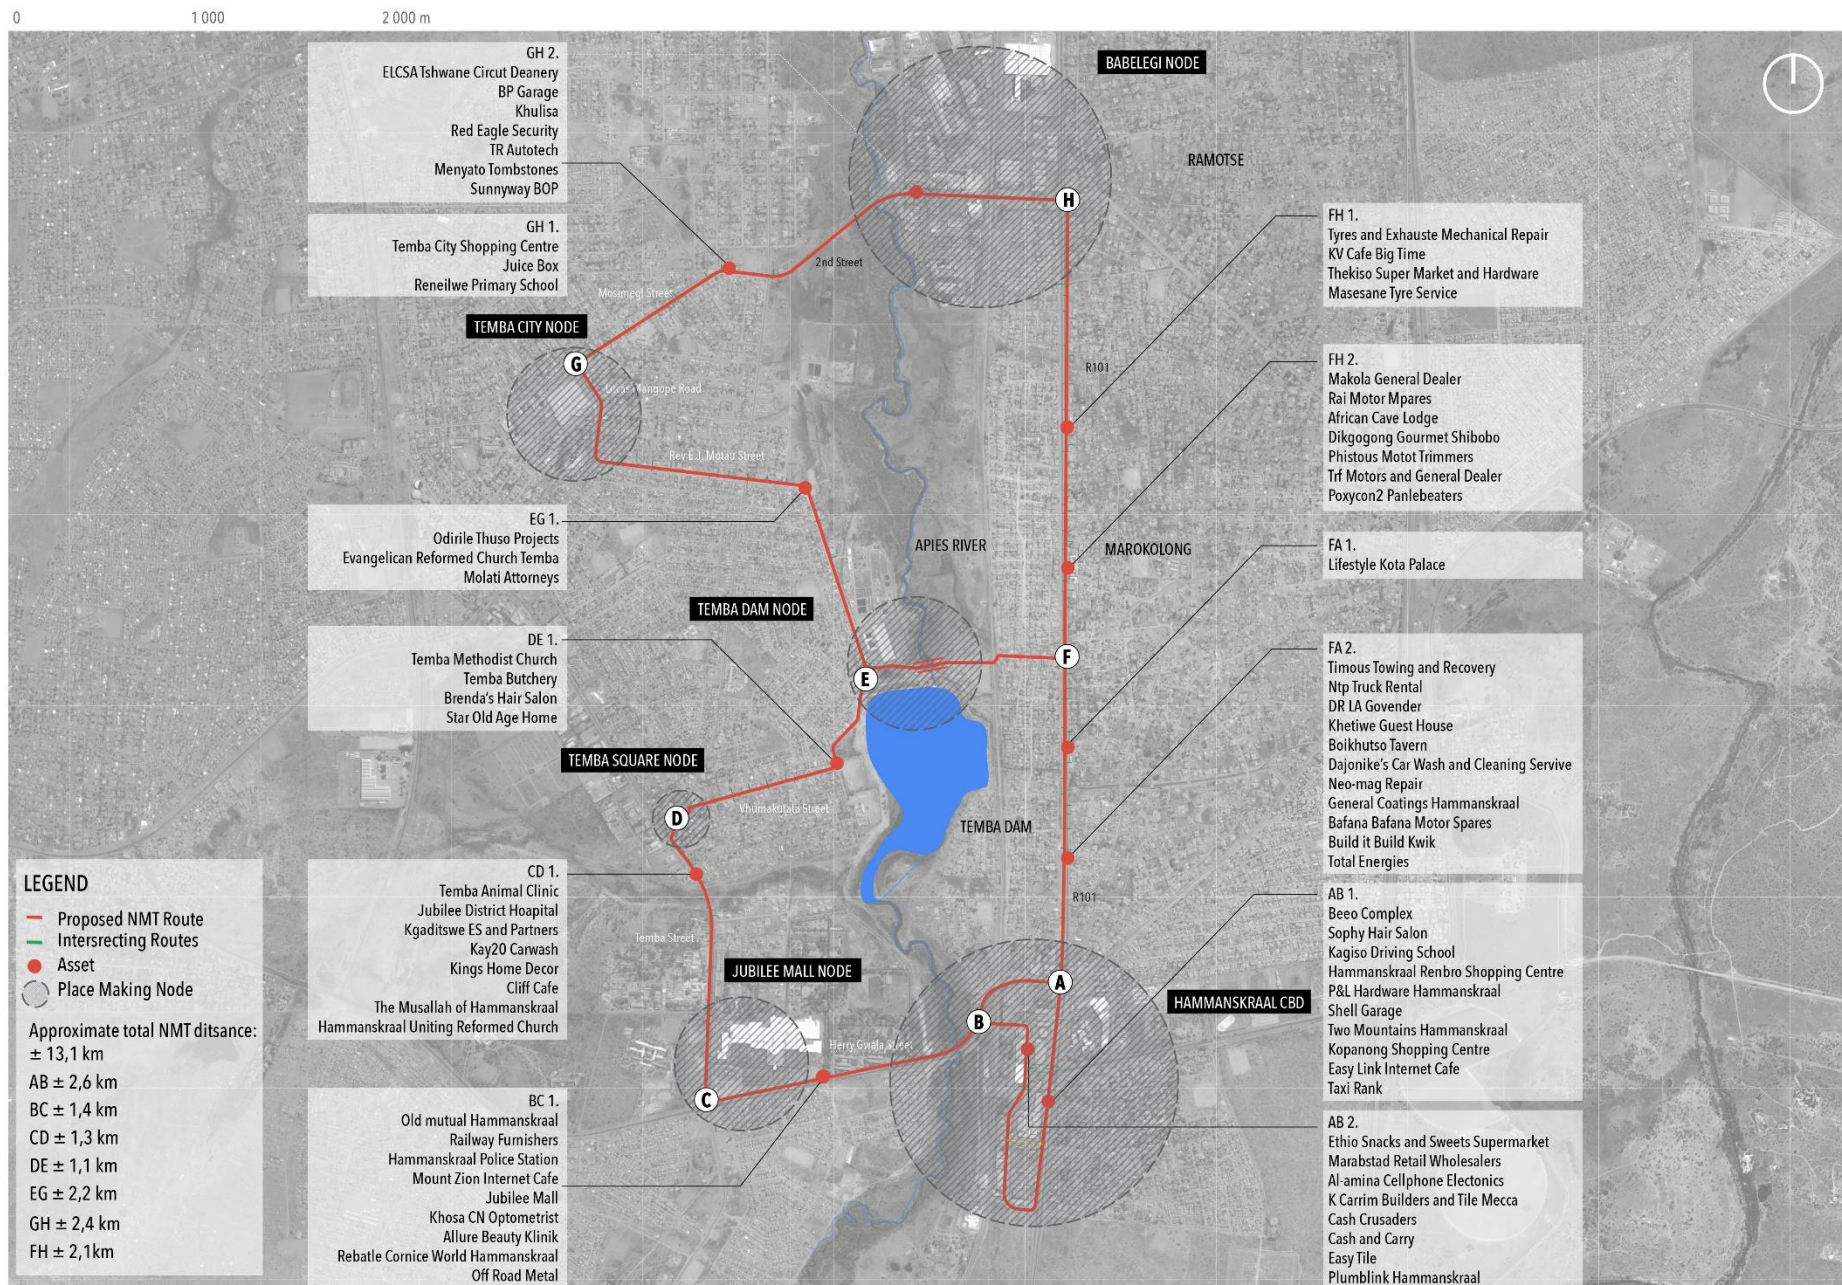 0 1 000 2 000 m
GH 2.
ELCSA Tshwane Circut Deanery
BP Garage
Khulisa
Red Eagle Security
TR Autotech
Menyato Tombstones
Sunnyway BOP
GH 1.
Temba City Shopping Centre
Juice Box
Reneilwe Primary School
TEMBA CITY NODE
EG 1.
Odirile Thuso Projects
Evangelican Reformed Church Temba
Molati Attorneys
TEMBA DAM NODE
DE 1.
Temba Methodist Church
Temba Butchery
Brenda's Hair Salon
Star Old Age Home
TEMBA SQUARE NODE
CD 1.
Temba Animal Clinic
Jubilee District Hoapital
Kgaditswe ES and Partners
Kay20 Carwash
Kings Home Decor
Cliff Cafe
The Musallah of Hammanskraal
Hammanskraal Uniting Reformed Church
JUBILEE MALL NODE
BC 1.
Old mutual Hammanskraal
Railway Furnishers
Hammanskraal Police Station
Mount Zion Internet Cafe
Jubilee Mall
Khosa CN Optometrist
Allure Beauty Klinik
Rebatle Cornice World Hammanskraal
Off Road Metal
BABELEGI NODE
RAMOTSE
H
2nd Street
Mosimegi Street
G
Mangope Road
Rev E.J. Motau Street
R101
APIES RIVER
MAROKOLONG
F
E
D
Vhumakutata Street
TEMBA DAM
R101
Temba Street
A
B
HAMMANSKRAAL CBD
Street
C
FH 1.
Tyres and Exhauste Mechanical Repair
KV Cafe Big Time
Thekiso Super Market and Hardware
Masesane Tyre Service
FH 2.
Makola General Dealer
Rai Motor Mpares
African Cave Lodge
Dikgogong Gourmet Shibobo
Phistous Motot Trimmers
Trf Motors and General Dealer
Poxycon2 Panlebeaters
FA 1.
Lifestyle Kota Palace
FA 2.
Timous Towing and Recovery
Ntp Truck Rental
DR LA Govender
Khetiwe Guest House
Boikhutso Tavern
Dajonike's Car Wash and Cleaning Servive
Neo-mag Repair
General Coatings Hammanskraal
Bafana Bafana Motor Spares
Build it Build Kwik
Total Energies
AB 1.
Beeo Complex
Sophy Hair Salon
Kagiso Driving School
Hammanskraal Renbro Shopping Centre
P&L Hardware Hammanskraal
Shell Garage
Two Mountains Hammanskraal
Kopanong Shopping Centre
Easy Link Internet Cafe
Taxi Rank
AB 2.
Ethio Snacks and Sweets Supermarket
Marabstad Retail Wholesalers
Al-amina Cellphone Electonics
K Carrim Builders and Tile Mecca
Cash Crusaders
Cash and Carry
Easy Tile
Plumblink Hammanskraal
LEGEND
Proposed NMT Route
Intersrecting Routes
Asset
Place Making Node
Approximate total NMT ditsance:
± 13,1 km
AB ± 2,6 km
BC ± 1,4 km
CD ± 1,3 km
DE ± 1,1 km
EG ± 2,2 km
GH ± 2,4 km
FH ± 2,1km